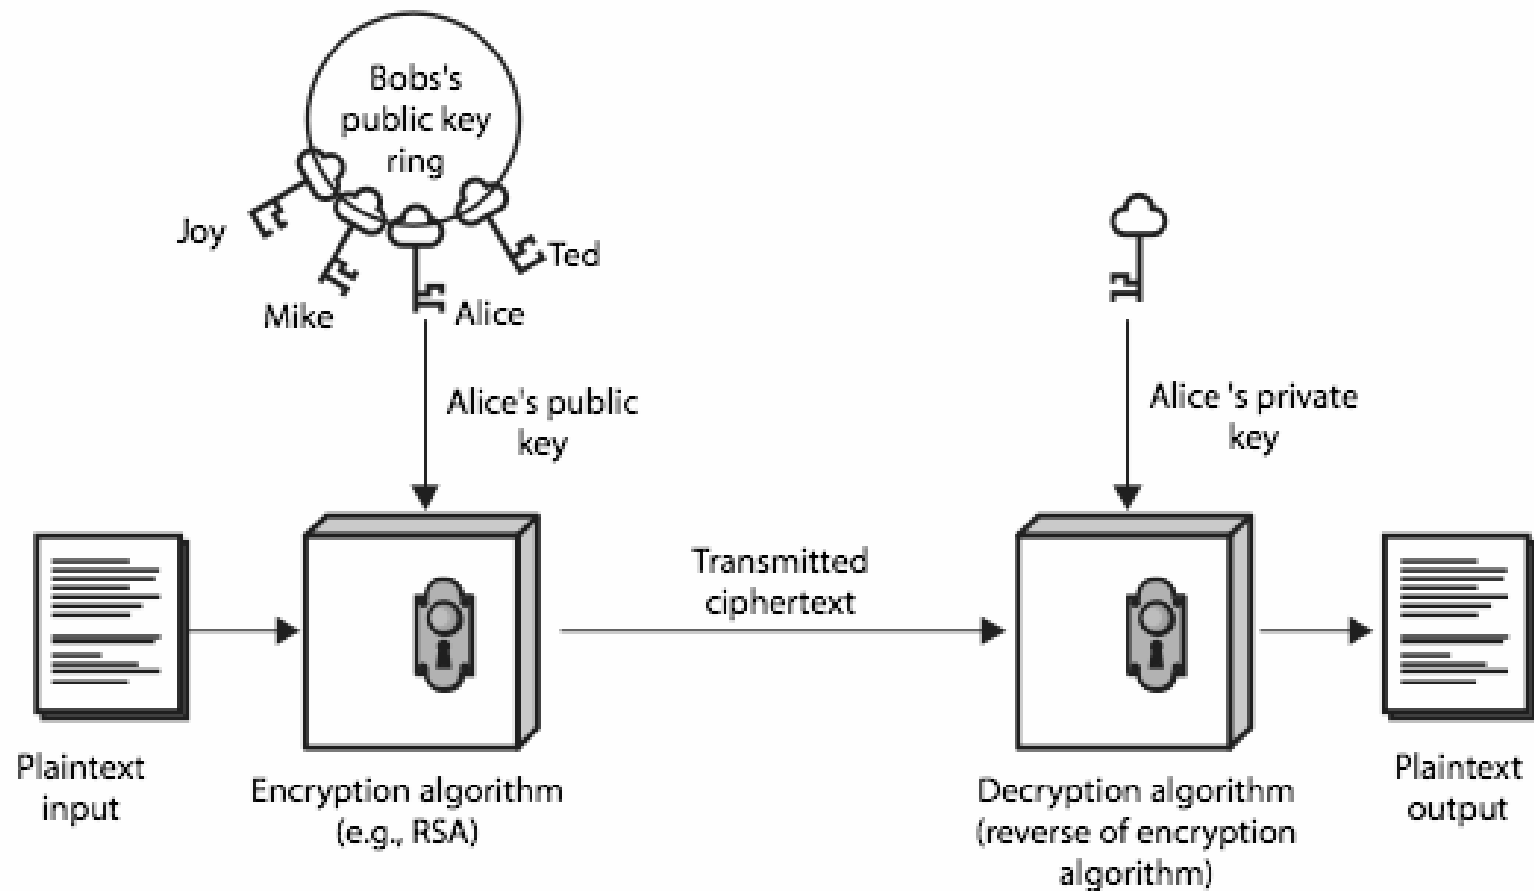 Bobs's
public key
ring
Joy
Ted
Mike
Alice
Alice's public
key
Alice 's private
key
Transmitted
ciphertext
Plaintext
input
Encryption algorithm
(e.g., RSA)
Decryption algorithm
(reverse of encryption
algorithm)
Plaintext
output